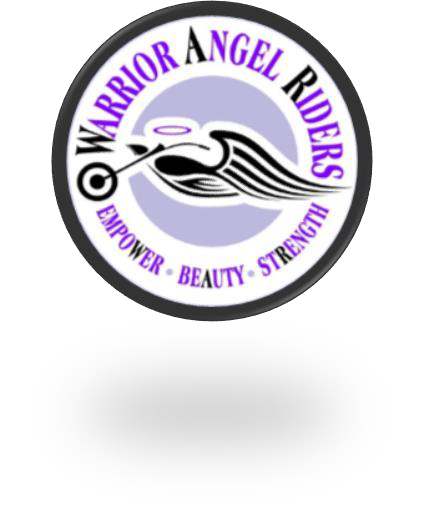 WARRIOR ANGEL RIDERS
EMPOWER • BEAUTY • STRENGTH